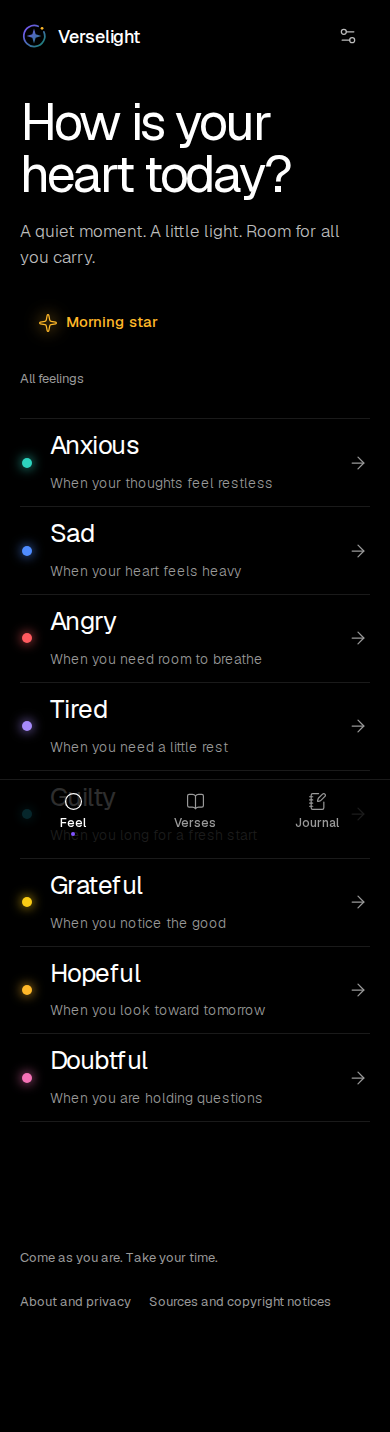 Verselight
How is your
heart today?
A quiet moment. A little light. Room for all
you carry.
Morning star
All feelings
Anxious
When your thoughts feel restless
Sad
When your heart feels heavy
Angry
When you need room to breathe
Tired
When you need a little rest
Guilty
When you long for a fresh start
Feel
Verses
Journal
Grateful
When you notice the good
Hopeful
When you look toward tomorrow
Doubtful
When you are holding questions
Come as you are. Take your time.
About and privacy
Sources and copyright notices